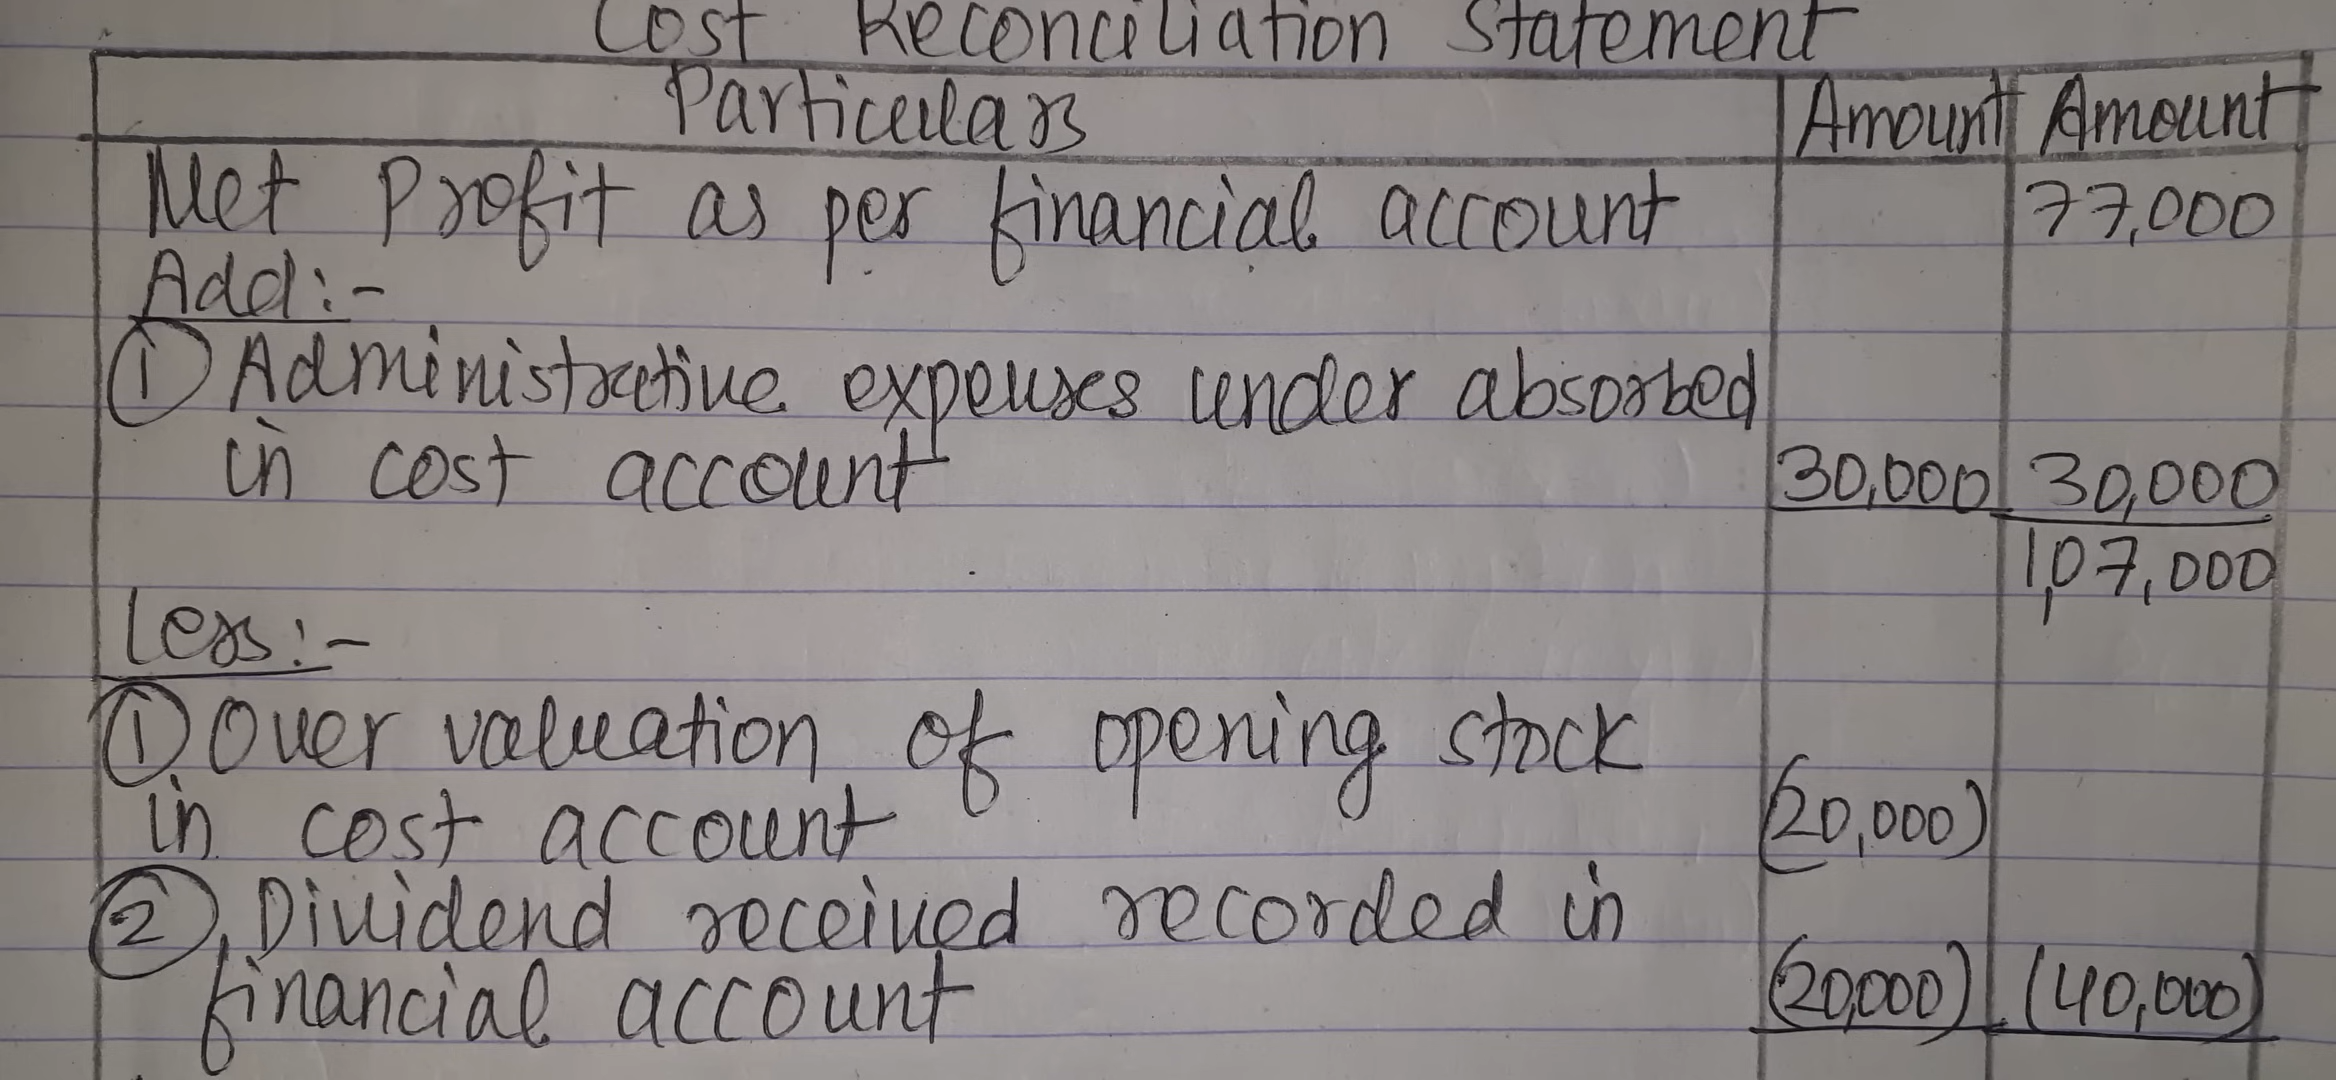 Cost Reconciliation Statement
Particulars Amount Amount
Net Profit as per financial account 77,000
Add:-
① Administrative expenses under absorbed
in cost account 30,000 30,000
1,07,000
Less:-
① Over valuation of opening stock
in cost account (20,000)
② Dividend received recorded in
financial account (20,000) (40,000)